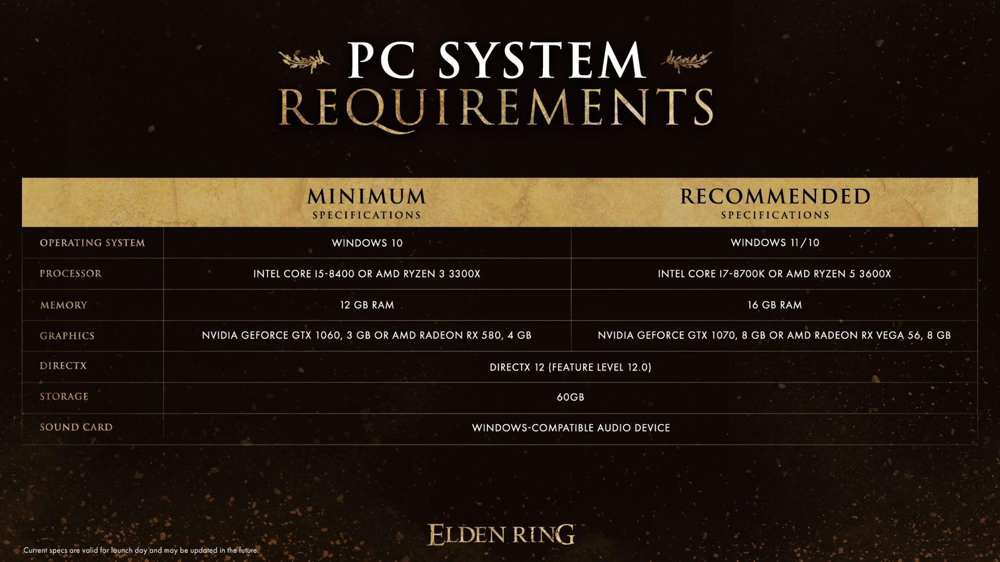 PC SYSTEM
REQUIREMENTS
MINIMUM
SPECIFICATIONS
RECOMMENDED
SPECIFICATIONS
OPERATING SYSTEM
WINDOWS 10
WINDOWS 11/10
PROCESSOR
INTEL CORE I5-8400 OR AMD RYZEN 3 3300X
INTEL CORE I7-8700K OR AMD RYZEN 5 3600X
MEMORY
12 GB RAM
16 GB RAM
GRAPHICS
NVIDIA GEFORCE GTX 1060, 3 GB OR AMD RADEON RX 580, 4 GB
NVIDIA GEFORCE GTX 1070, 8 GB OR AMD RADEON RX VEGA 56, 8 GB
DIRECTX
DIRECTX 12 (FEATURE LEVEL 12.0)
STORAGE
60GB
SOUND CARD
WINDOWS-COMPATIBLE AUDIO DEVICE
ELDEN RING
Current specs are valid for launch day and may be updated in the future.